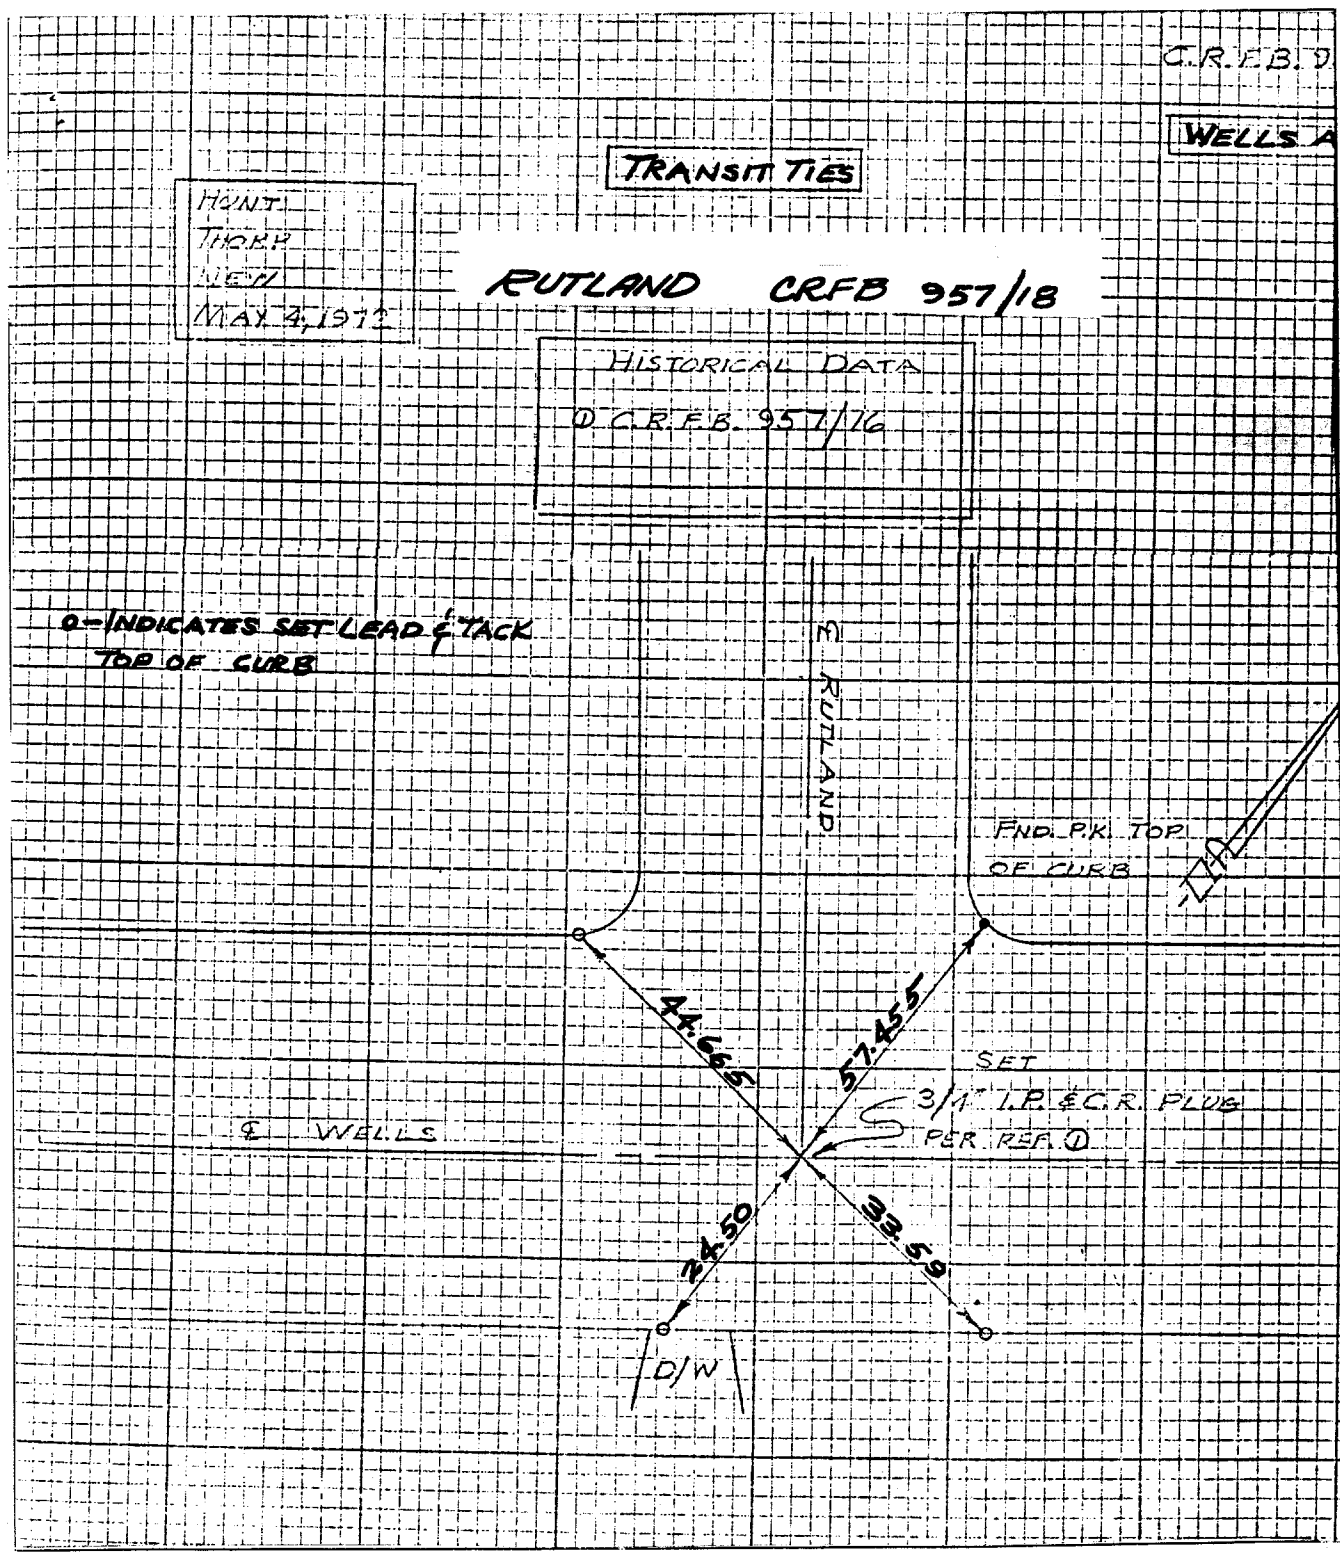 C.R.F.B. 9
WELLS A
TRANSIT TIES
HUNT
THORP
NEW
MAY 4, 1972
RUTLAND CRFB 957/18
HISTORICAL DATA
① C.R.F.B. 957/76
o-INDICATES SET LEAD & TACK
TOP OF CURB
℄ RUTLAND
FND. P.K. TOP
OF CURB
44.665
57.455
SET
3/4" I.P. & C.R. PLUG
PER REF. ①
℄ WELLS
24.50
33.59
D/W